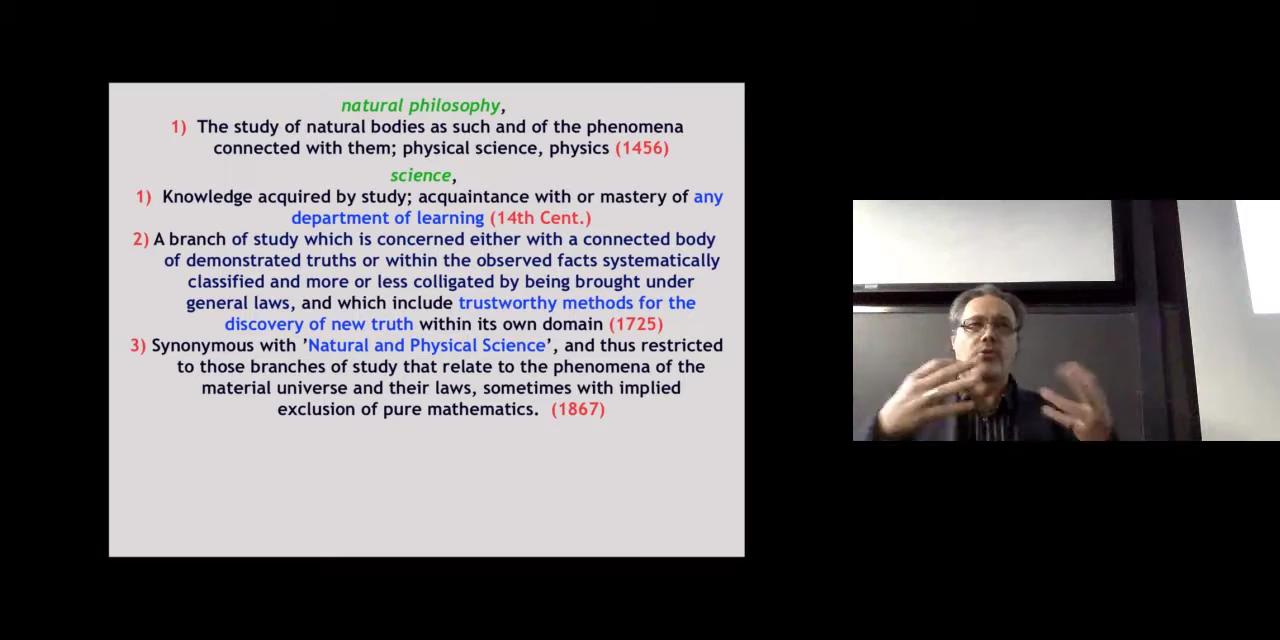 natural philosophy,
1) The study of natural bodies as such and of the phenomena
connected with them; physical science, physics (1456)
science,
1) Knowledge acquired by study; acquaintance with or mastery of any
department of learning (14th Cent.)
2) A branch of study which is concerned either with a connected body
of demonstrated truths or within the observed facts systematically
classified and more or less colligated by being brought under
general laws, and which include trustworthy methods for the
discovery of new truth within its own domain (1725)
3) Synonymous with ’Natural and Physical Science’, and thus restricted
to those branches of study that relate to the phenomena of the
material universe and their laws, sometimes with implied
exclusion of pure mathematics. (1867)